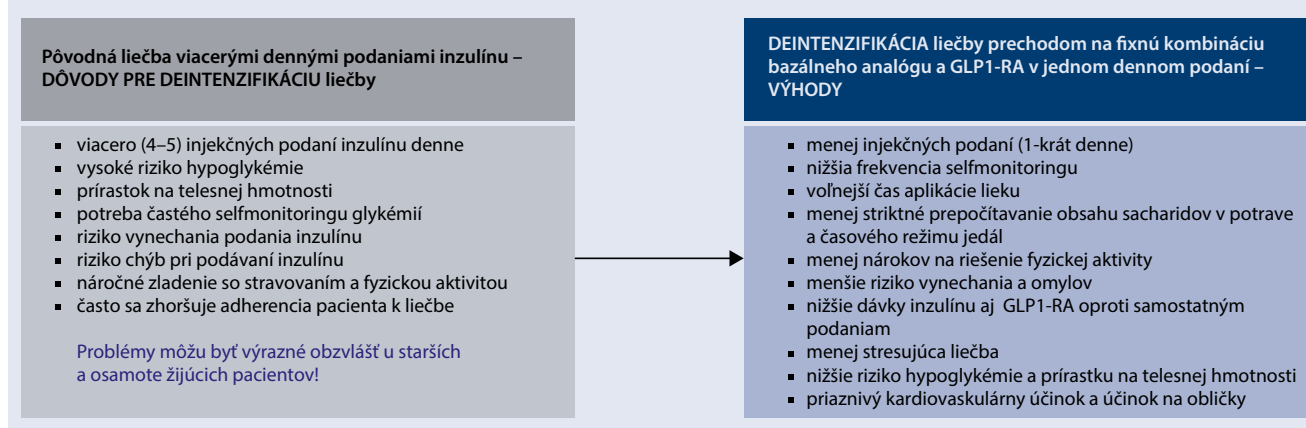 Pôvodná liečba viacerými dennými podaniami inzulínu –
DÔVODY PRE DEINTENZIFIKÁCIU liečby
▪ viacero (4–5) injekčných podaní inzulínu denne
▪ vysoké riziko hypoglykémie
▪ prírastok na telesnej hmotnosti
▪ potreba častého selfmonitoringu glykémií
▪ riziko vynechania podania inzulínu
▪ riziko chýb pri podávaní inzulínu
▪ náročné zladenie so stravovaním a fyzickou aktivitou
▪ často sa zhoršuje adherencia pacienta k liečbe
Problémy môžu byť výrazné obzvlášť u starších
a osamote žijúcich pacientov!
DEINTENZIFIKÁCIA liečby prechodom na fixnú kombináciu
bazálneho analógu a GLP1-RA v jednom dennom podaní –
VÝHODY
▪ menej injekčných podaní (1-krát denne)
▪ nižšia frekvencia selfmonitoringu
▪ voľnejší čas aplikácie lieku
▪ menej striktné prepočítavanie obsahu sacharidov v potrave
a časového režimu jedál
▪ menej nárokov na riešenie fyzickej aktivity
▪ menšie riziko vynechania a omylov
▪ nižšie dávky inzulínu aj GLP1-RA oproti samostatným
podaniam
▪ menej stresujúca liečba
▪ nižšie riziko hypoglykémie a prírastku na telesnej hmotnosti
▪ priaznivý kardiovaskulárny účinok a účinok na obličky